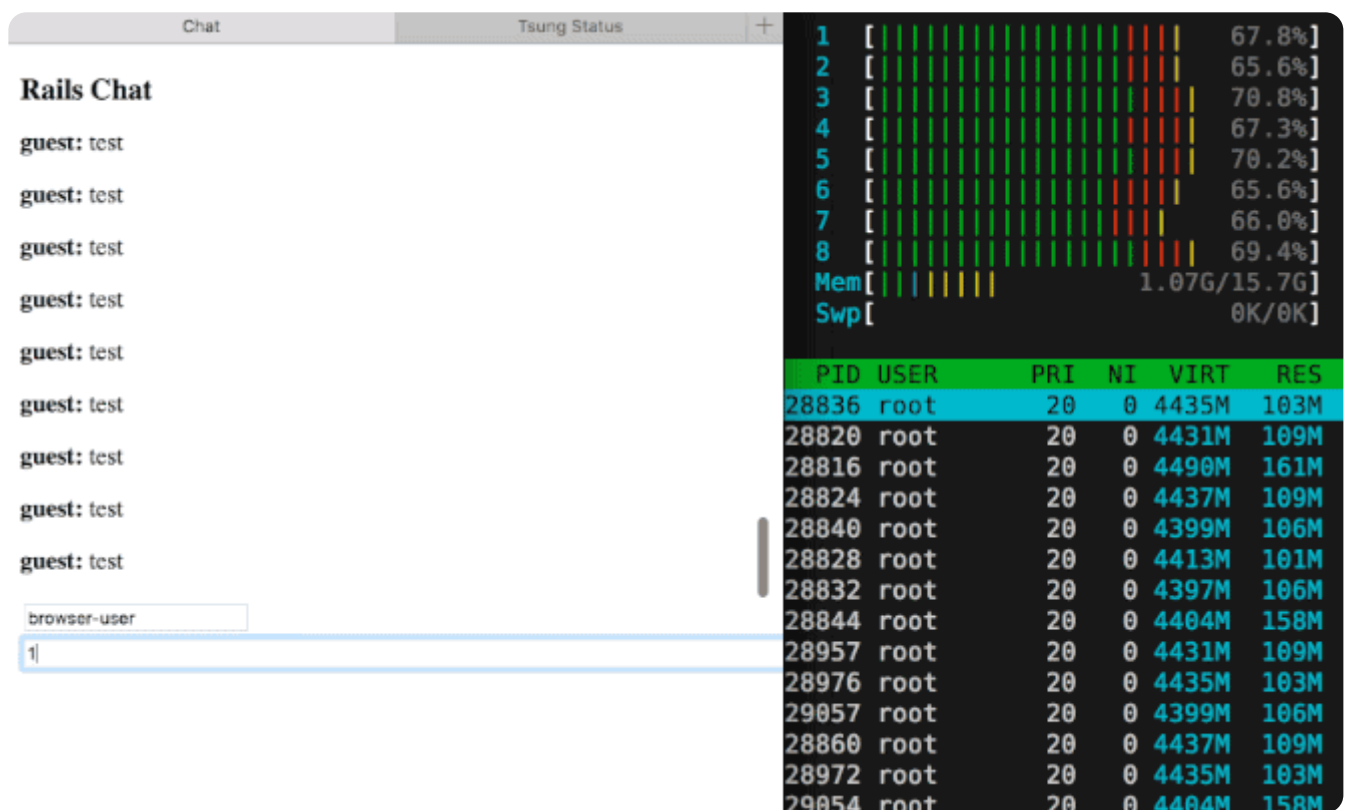 Chat Tsung Status +
Rails Chat
guest: test
guest: test
guest: test
guest: test
guest: test
guest: test
guest: test
guest: test
guest: test
browser-user
1
1 [ 67.8%]
2 [ 65.6%]
3 [ 70.8%]
4 [ 67.3%]
5 [ 70.2%]
6 [ 65.6%]
7 [ 66.0%]
8 [ 69.4%]
Mem[ 1.07G/15.7G]
Swp[ 0K/0K]
PID USER PRI NI VIRT RES
28836 root 20 0 4435M 103M
28820 root 20 0 4431M 109M
28816 root 20 0 4490M 161M
28824 root 20 0 4437M 109M
28840 root 20 0 4399M 106M
28828 root 20 0 4413M 101M
28832 root 20 0 4397M 106M
28844 root 20 0 4404M 158M
28957 root 20 0 4431M 109M
28976 root 20 0 4435M 103M
29057 root 20 0 4399M 106M
28860 root 20 0 4437M 109M
28972 root 20 0 4435M 103M
29054 root 20 0 4404M 158M